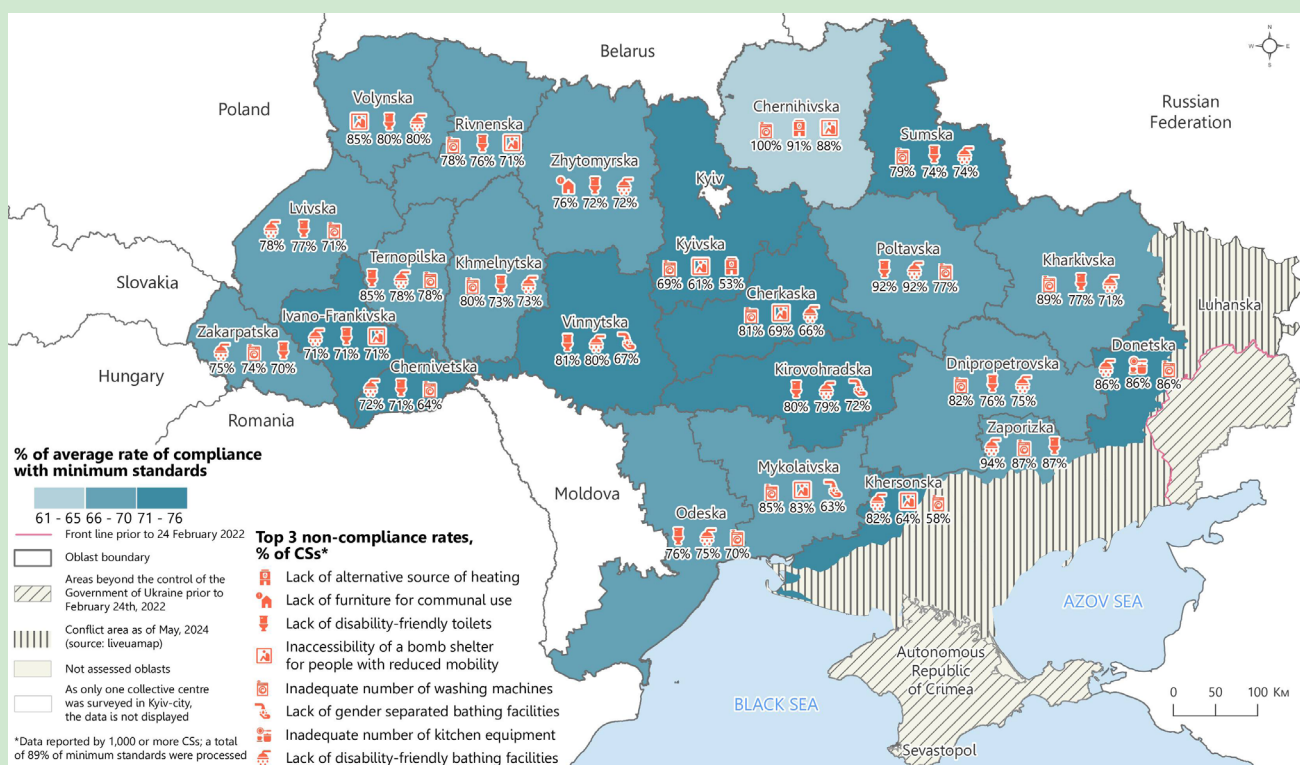 Belarus
N
W E
S
Poland
Russian
Federation
Volynska
85% 80% 80%
Rivnenska
78% 76% 71%
Zhytomyrska
76% 72% 72%
Kyiv
Chernihivska
100% 91% 88%
Sumska
79% 74% 74%
Lvivska
78% 77% 71%
Ternopilska
85% 78% 78%
Khmelnytska
80% 73% 73%
Kyivska
69% 61% 53%
Poltavska
92% 92% 77%
Kharkivska
89% 77% 71%
Luhanska
Slovakia
Zakarpatska
75% 74% 70%
Ivano-Frankivska
71% 71% 71%
Chernivetska
72% 71% 64%
Vinnytska
81% 80% 67%
Cherkaska
81% 69% 66%
Kirovohradska
80% 79% 72%
Dnipropetrovska
82% 76% 75%
Donetska
86% 86% 86%
Hungary
Romania
Moldova
Zaporizka
94% 87% 87%
Mykolaivska
85% 83% 63%
Khersonska
82% 64% 58%
Odeska
76% 75% 70%
AZOV SEA
Autonomous
Republic
of Crimea
BLACK SEA
Sevastopol
0 50 100 Км
% of average rate of compliance
with minimum standards
61 - 65 66 - 70 71 - 76
Front line prior to 24 February 2022
Oblast boundary
Areas beyond the control of the
Government of Ukraine prior to
February 24th, 2022
Conflict area as of May, 2024
(source: liveuamap)
Not assessed oblasts
As only one collective centre
was surveyed in Kyiv-city,
the data is not displayed
*Data reported by 1,000 or more CSs; a total
of 89% of minimum standards were processed
Top 3 non-compliance rates,
% of CSs*
Lack of alternative source of heating
Lack of furniture for communal use
Lack of disability-friendly toilets
Inaccessibility of a bomb shelter
for people with reduced mobility
Inadequate number of washing machines
Lack of gender separated bathing facilities
Inadequate number of kitchen equipment
Lack of disability-friendly bathing facilities